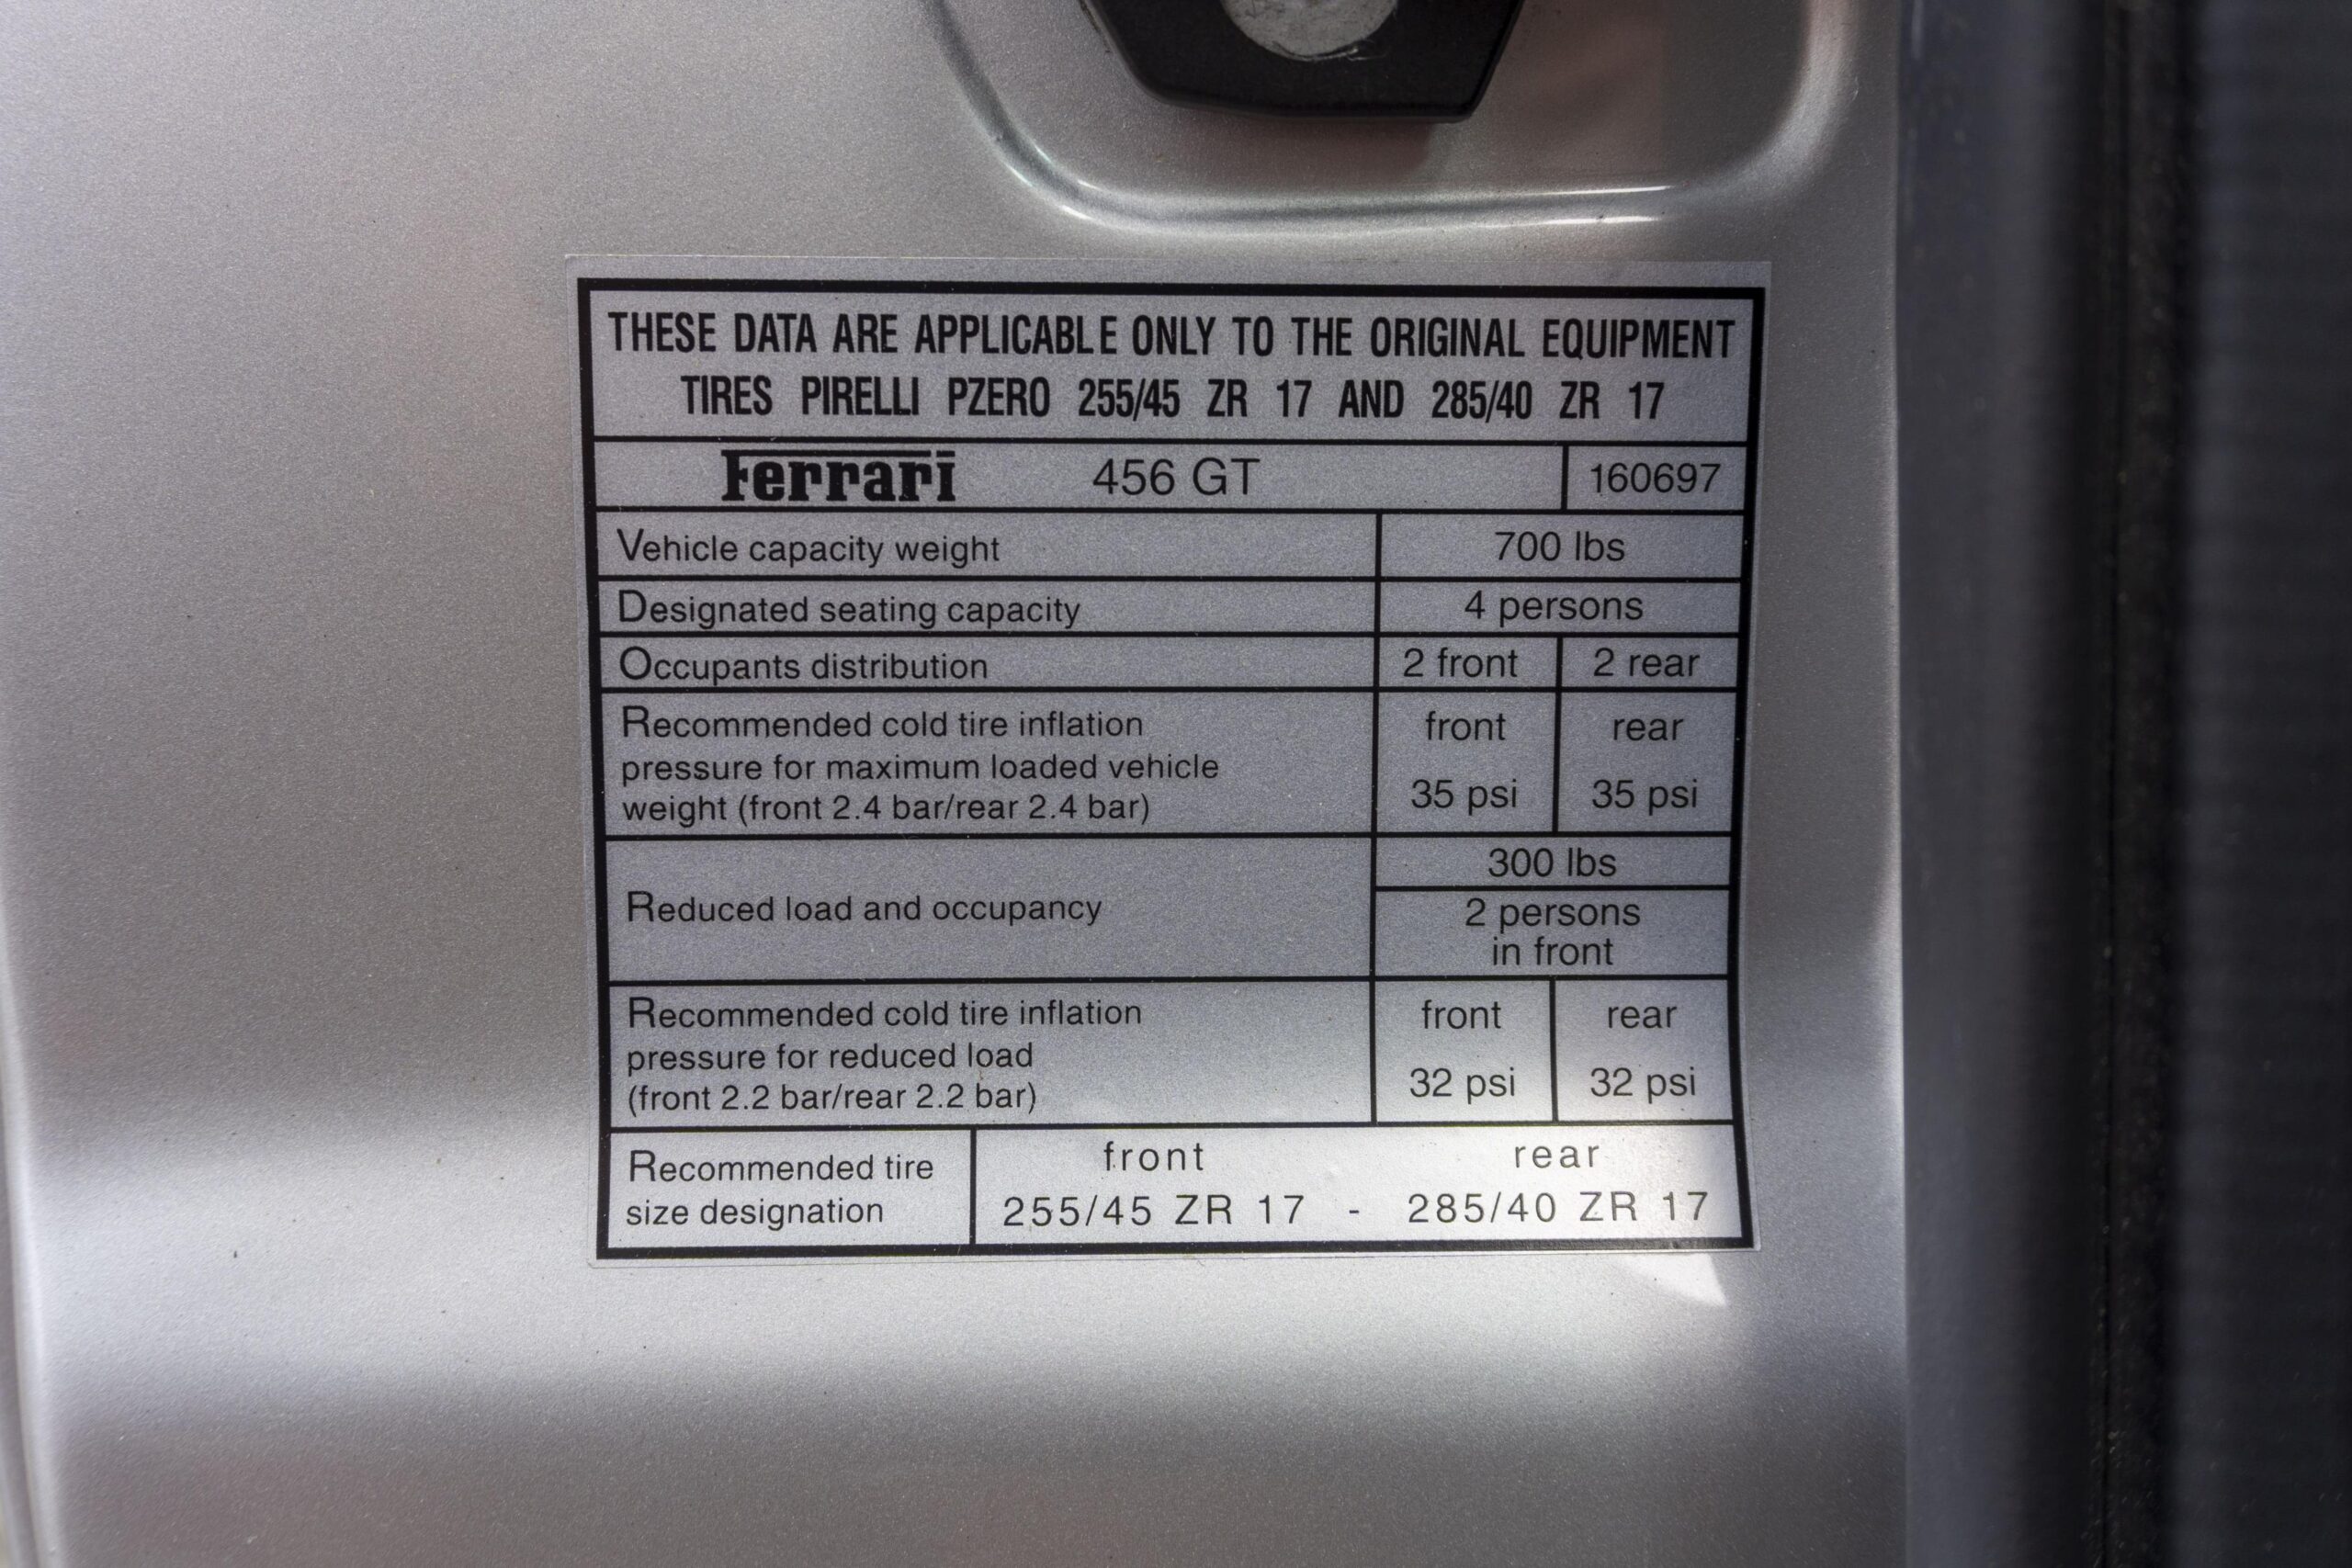 THESE DATA ARE APPLICABLE ONLY TO THE ORIGINAL EQUIPMENT
TIRES PIRELLI PZERO 255/45 ZR 17 AND 285/40 ZR 17
Ferrari 456 GT 160697
Vehicle capacity weight 700 lbs
Designated seating capacity 4 persons
Occupants distribution 2 front 2 rear
Recommended cold tire inflation front rear
pressure for maximum loaded vehicle
weight (front 2.4 bar/rear 2.4 bar) 35 psi 35 psi
300 lbs
Reduced load and occupancy 2 persons
in front
Recommended cold tire inflation front rear
pressure for reduced load
(front 2.2 bar/rear 2.2 bar) 32 psi 32 psi
Recommended tire front rear
size designation 255/45 ZR 17 - 285/40 ZR 17